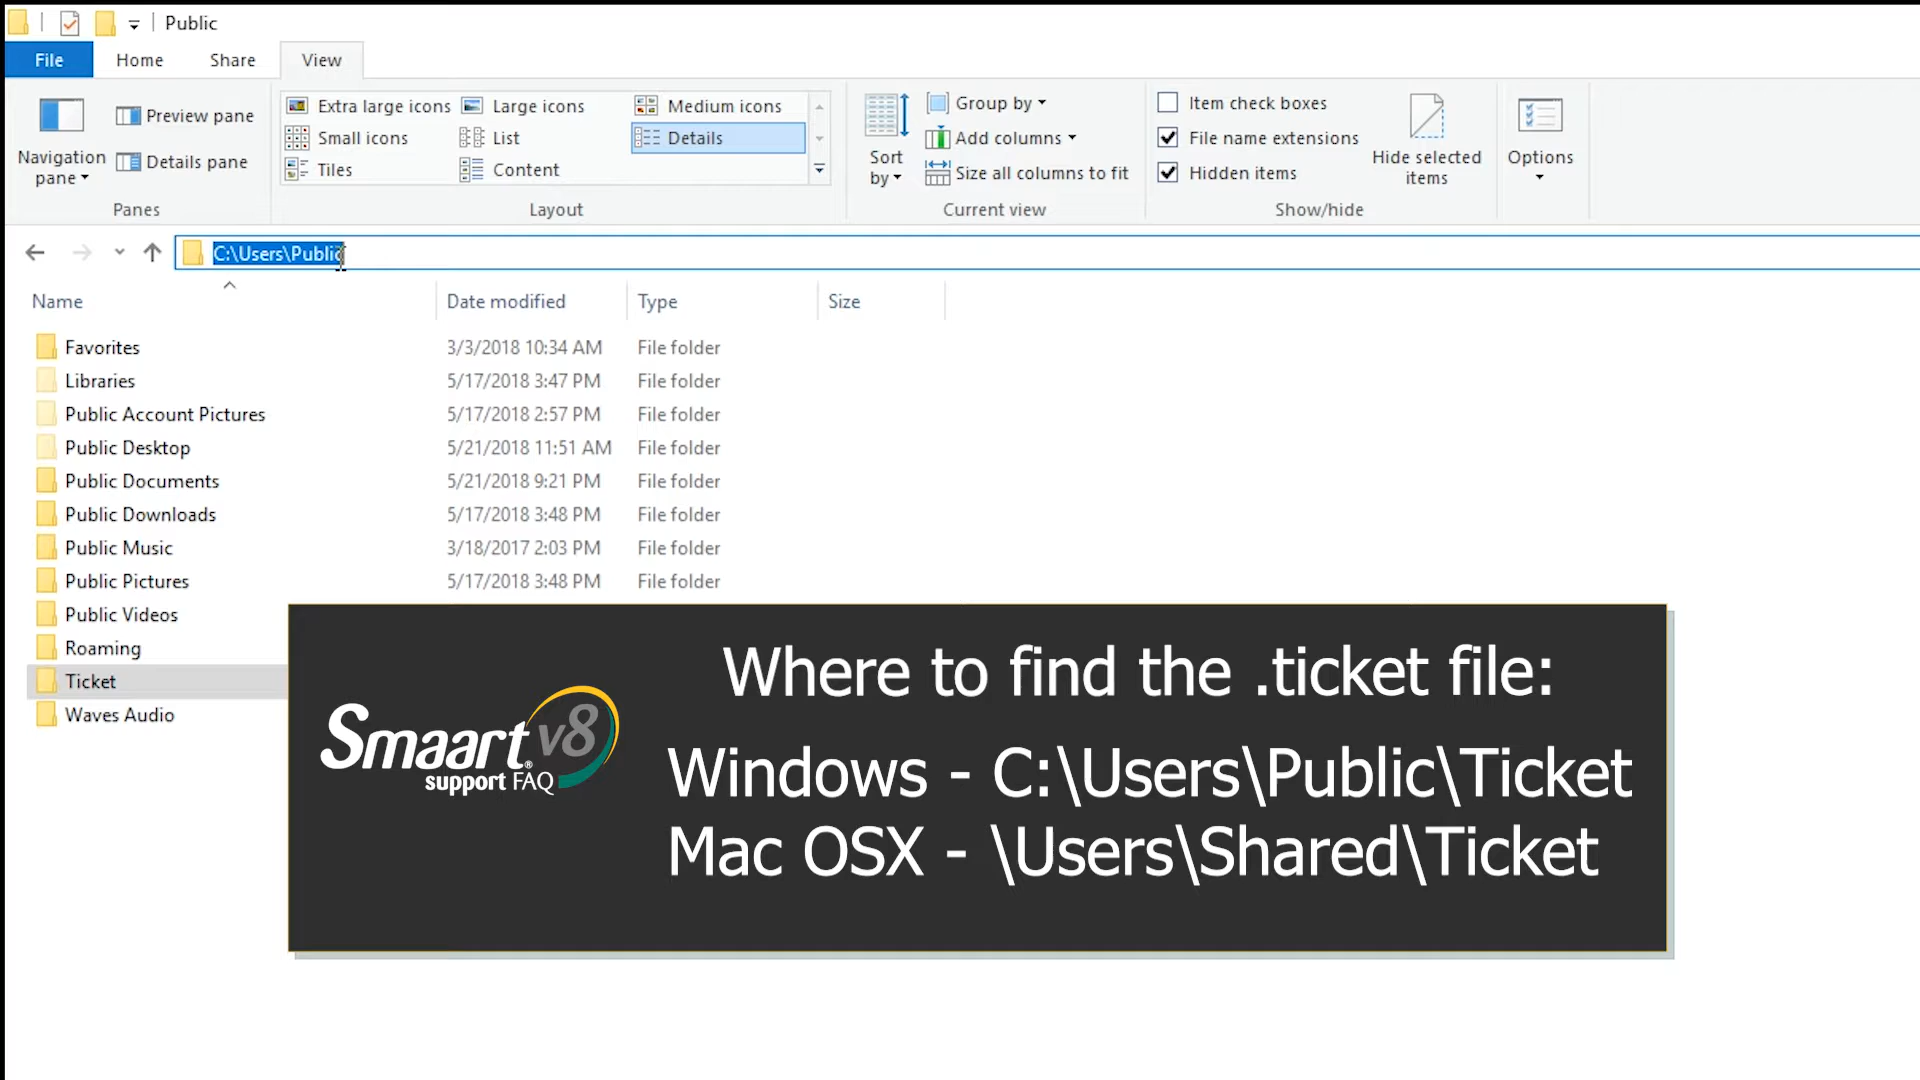 Public
File Home Share View
Navigation pane
Preview pane
Details pane
Panes
Extra large icons Large icons Medium icons
Small icons List Details
Tiles Content
Layout
Sort by
Group by
Add columns
Size all columns to fit
Current view
Item check boxes
File name extensions
Hidden items
Hide selected items
Show/hide
Options
C:\Users\Public
Name Date modified Type Size
Favorites 3/3/2018 10:34 AM File folder
Libraries 5/17/2018 3:47 PM File folder
Public Account Pictures 5/17/2018 2:57 PM File folder
Public Desktop 5/21/2018 11:51 AM File folder
Public Documents 5/21/2018 9:21 PM File folder
Public Downloads 5/17/2018 3:48 PM File folder
Public Music 3/18/2017 2:03 PM File folder
Public Pictures 5/17/2018 3:48 PM File folder
Public Videos
Roaming
Ticket
Waves Audio
Smaart® v8
support FAQ
Where to find the .ticket file:
Windows - C:\Users\Public\Ticket
Mac OSX - \Users\Shared\Ticket